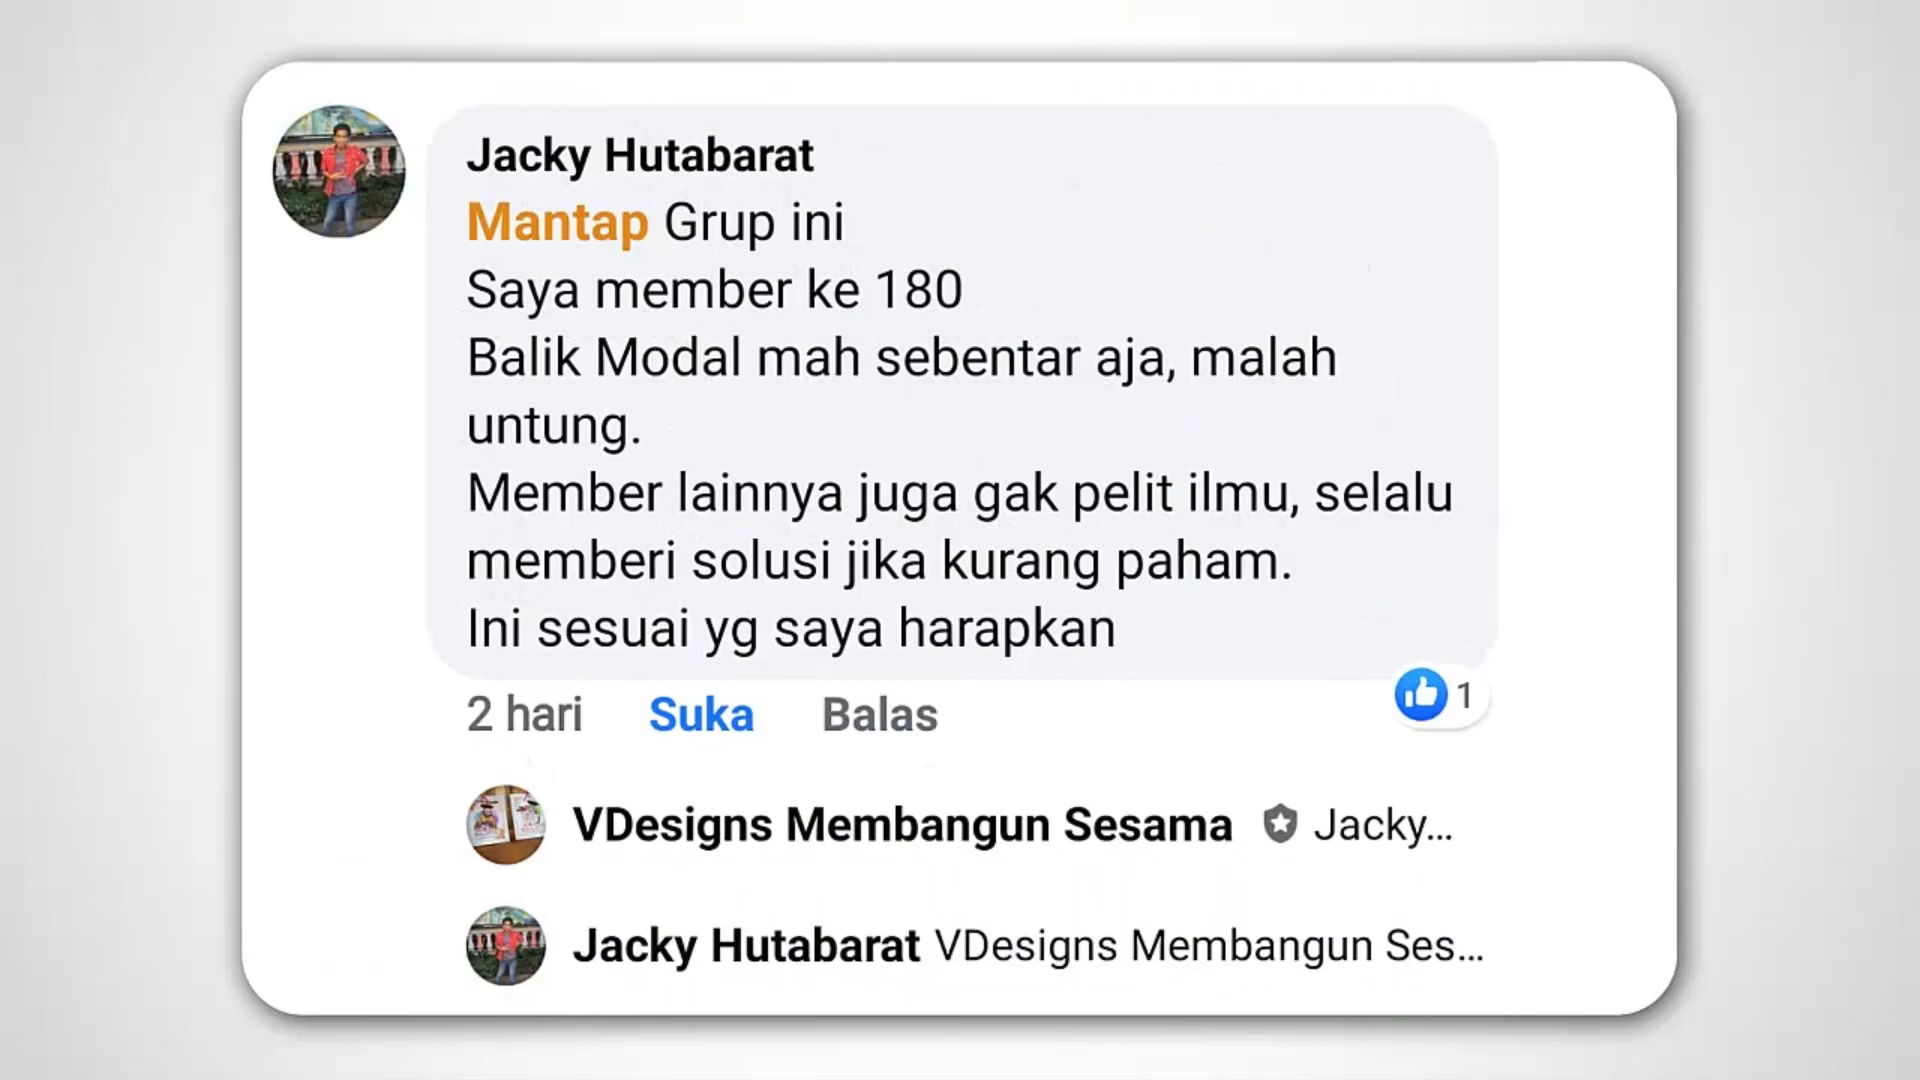 Jacky Hutabarat
Mantap Grup ini
Saya member ke 180
Balik Modal mah sebentar aja, malah
untung.
Member lainnya juga gak pelit ilmu, selalu
memberi solusi jika kurang paham.
Ini sesuai yg saya harapkan
2 hari Suka Balas 1
VDesigns Membangun Sesama Jacky...
Jacky Hutabarat VDesigns Membangun Ses...